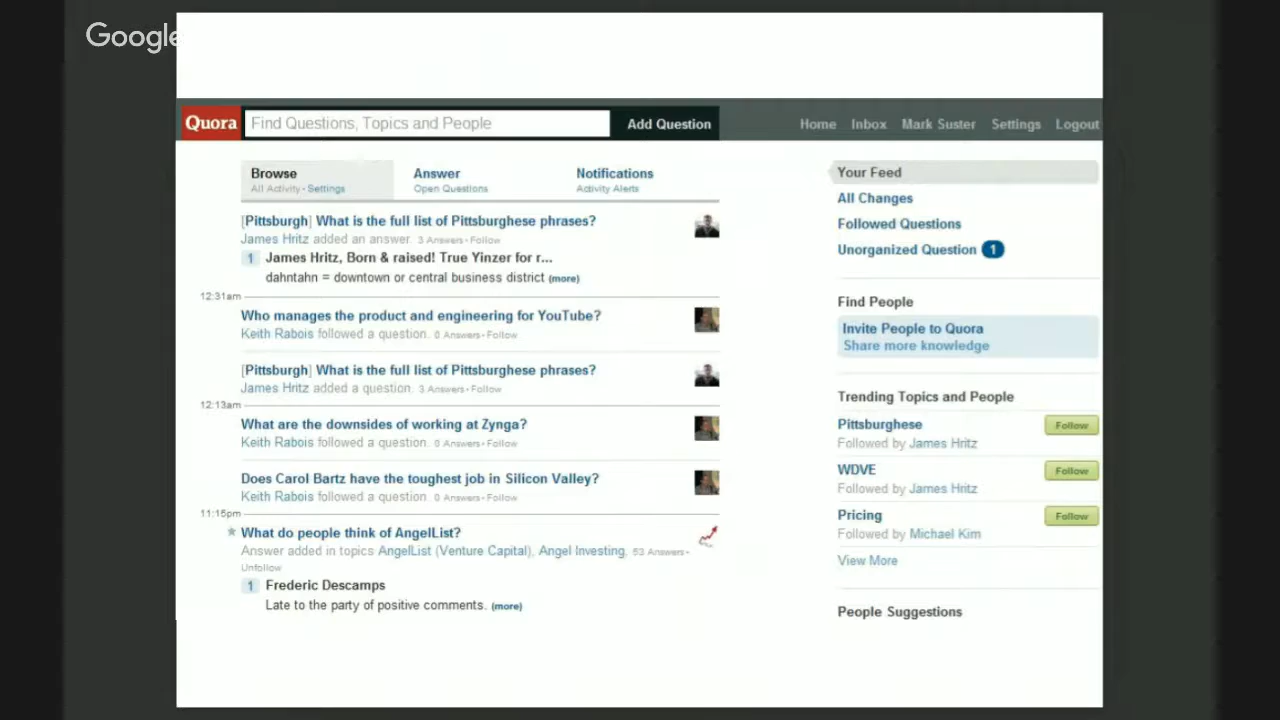 Google
Quora
Find Questions, Topics and People
Add Question
Home Inbox Mark Suster Settings Logout
Browse
All Activity · Settings
Answer
Open Questions
Notifications
Activity Alerts
[Pittsburgh] What is the full list of Pittsburghese phrases?
James Hritz added an answer. 3 Answers · Follow
1 James Hritz, Born & raised! True Yinzer for r...
dahntahn = downtown or central business district (more)
12:31am
Who manages the product and engineering for YouTube?
Keith Rabois followed a question. 0 Answers · Follow
[Pittsburgh] What is the full list of Pittsburghese phrases?
James Hritz added a question. 3 Answers · Follow
12:13am
What are the downsides of working at Zynga?
Keith Rabois followed a question. 0 Answers · Follow
Does Carol Bartz have the toughest job in Silicon Valley?
Keith Rabois followed a question. 0 Answers · Follow
11:15pm
What do people think of AngelList?
Answer added in topics AngelList (Venture Capital), Angel Investing. 53 Answers ·
Unfollow
1 Frederic Descamps
Late to the party of positive comments. (more)
Your Feed
All Changes
Followed Questions
Unorganized Question 1
Find People
Invite People to Quora
Share more knowledge
Trending Topics and People
Pittsburghese
Follow
Followed by James Hritz
WDVE
Follow
Followed by James Hritz
Pricing
Follow
Followed by Michael Kim
View More
People Suggestions